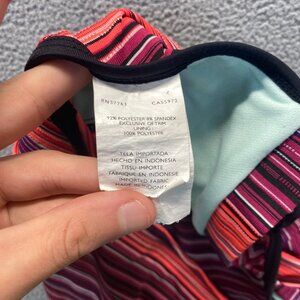 CA55972
92% POLYESTER 8% SPANDEX
EXCLUSIVE OF TRIM
LINING
100% POLYESTER
TELA IMPORTADA
HECHO EN INDONESIA
TISSU IMPORTE
FABRIQUE EN INDONESIE
IMPORTED FABRIC
MADE IN INDONESIA